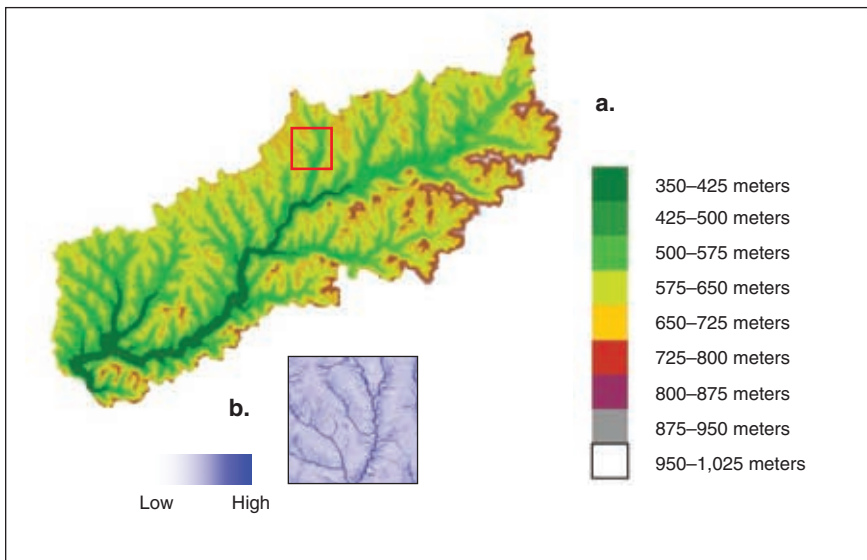 a.
350–425 meters
425–500 meters
500–575 meters
575–650 meters
650–725 meters
725–800 meters
800–875 meters
875–950 meters
950–1,025 meters
b.
Low High